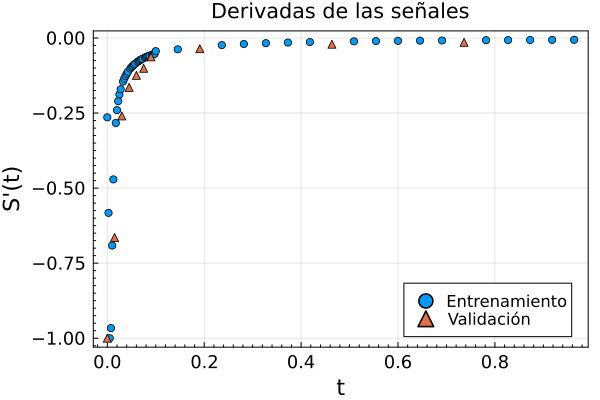 Derivadas de las señales
0.00
−0.25
−0.50
−0.75
−1.00
S'(t)
0.0 0.2 0.4 0.6 0.8
t
Entrenamiento
Validación